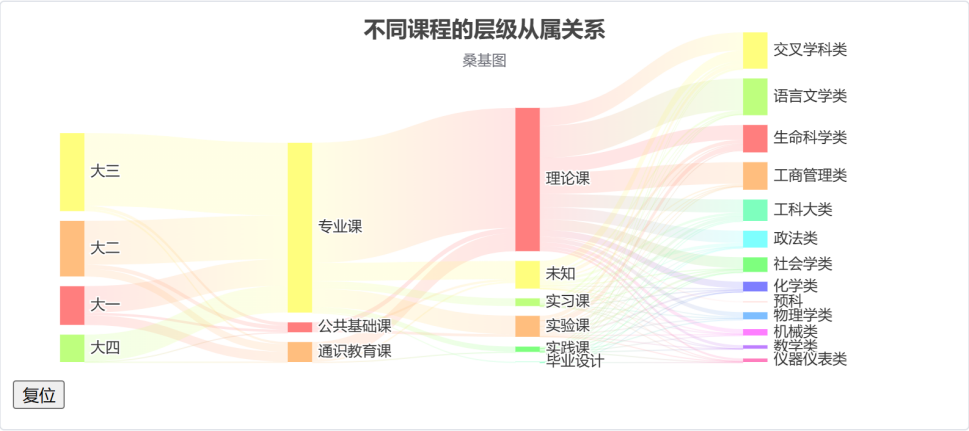 不同课程的层级从属关系
桑基图
大三
大二
大一
大四
专业课
公共基础课
通识教育课
理论课
未知
实习课
实验课
实践课
毕业设计
交叉学科类
语言文学类
生命科学类
工商管理类
工科大类
政法类
社会学类
化学类
预科
物理学类
机械类
数学类
仪器仪表类
复位